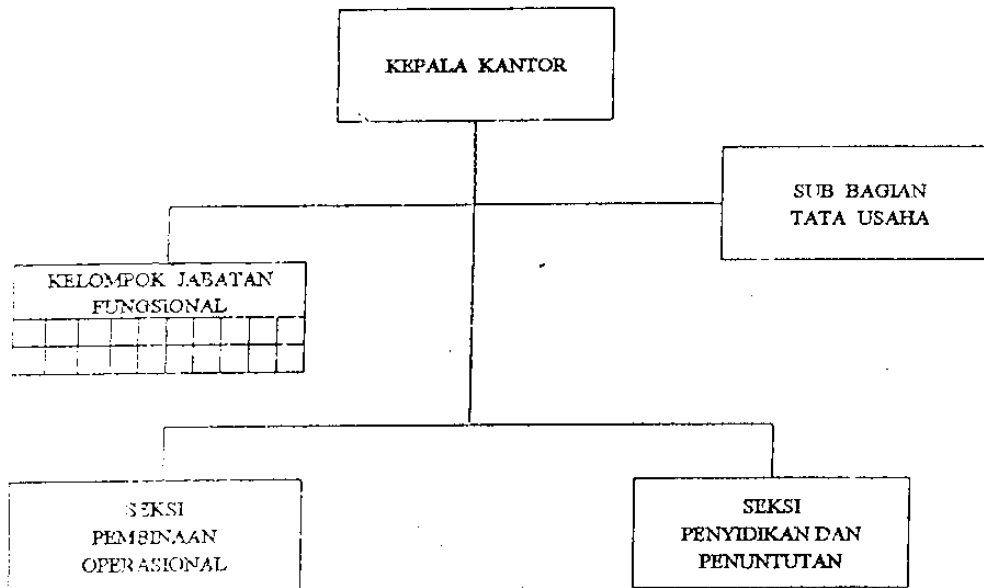 KEPALA KANTOR
SUB BAGIAN
TATA USAHA
KELOMPOK JABATAN
FUNGSIONAL
SEKSI
PEMBINAAN
OPERASIONAL
SEKSI
PENYIDIKAN DAN
PENUNTUTAN